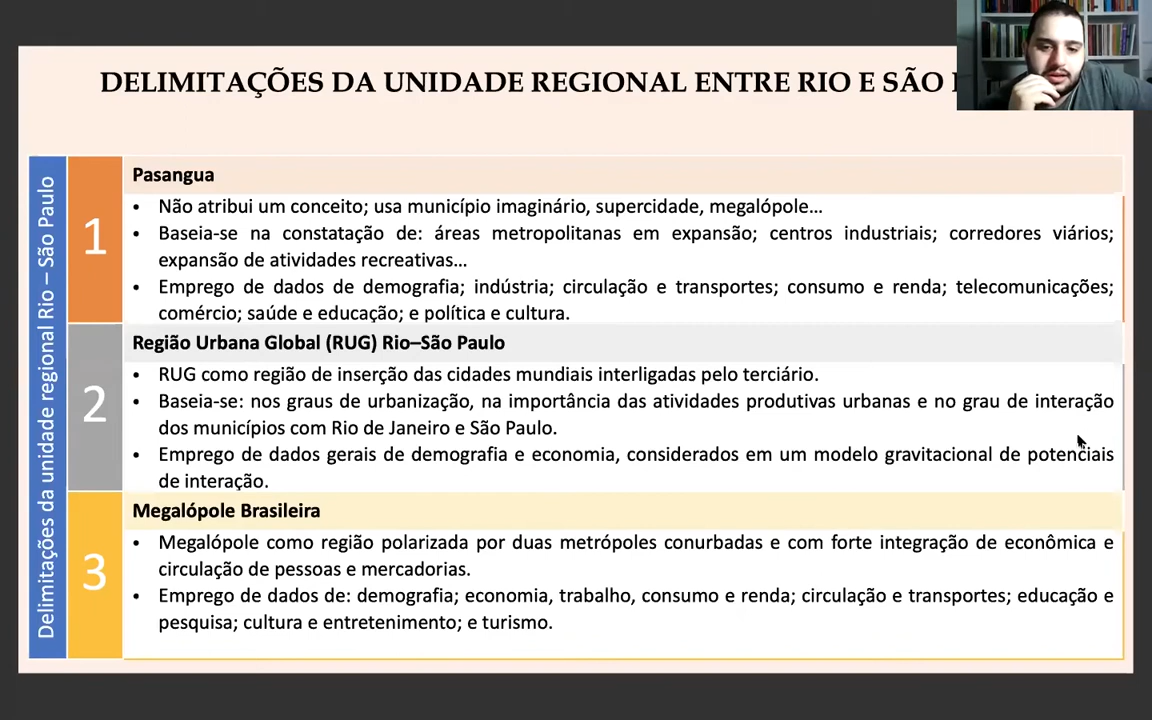 DELIMITAÇÕES DA UNIDADE REGIONAL ENTRE RIO E SÃO
Delimitações da unidade regional Rio – São Paulo
1
Pasangua
• Não atribui um conceito; usa município imaginário, supercidade, megalópole...
• Baseia-se na constatação de: áreas metropolitanas em expansão; centros industriais; corredores viários;
expansão de atividades recreativas...
• Emprego de dados de demografia; indústria; circulação e transportes; consumo e renda; telecomunicações;
comércio; saúde e educação; e política e cultura.
2
Região Urbana Global (RUG) Rio–São Paulo
• RUG como região de inserção das cidades mundiais interligadas pelo terciário.
• Baseia-se: nos graus de urbanização, na importância das atividades produtivas urbanas e no grau de interação
dos municípios com Rio de Janeiro e São Paulo.
• Emprego de dados gerais de demografia e economia, considerados em um modelo gravitacional de potenciais
de interação.
3
Megalópole Brasileira
• Megalópole como região polarizada por duas metrópoles conurbadas e com forte integração de econômica e
circulação de pessoas e mercadorias.
• Emprego de dados de: demografia; economia, trabalho, consumo e renda; circulação e transportes; educação e
pesquisa; cultura e entretenimento; e turismo.